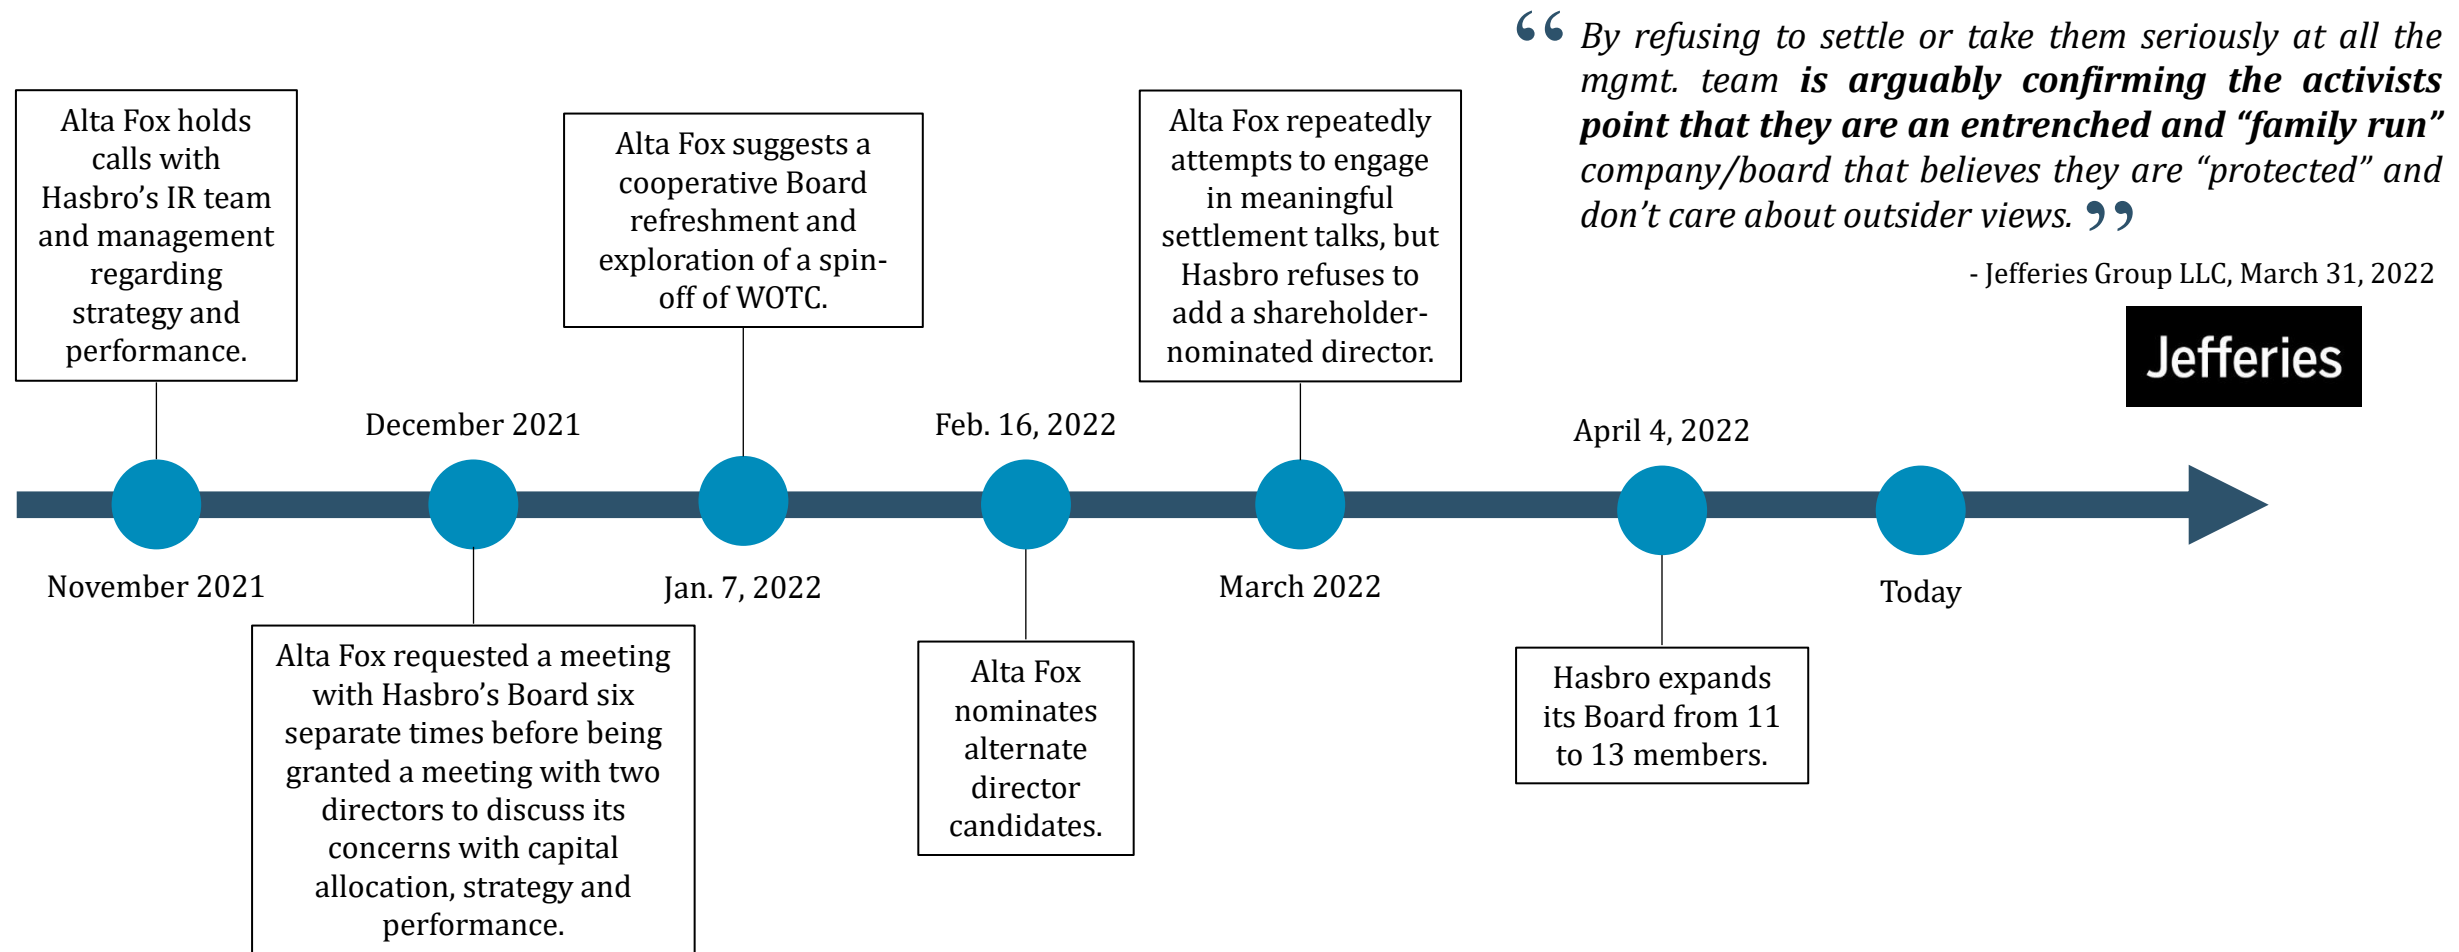 “ By refusing to settle or take them seriously at all the
mgmt. team is arguably confirming the activists
point that they are an entrenched and “family run”
company/board that believes they are “protected” and
don’t care about outsider views. ”
- Jefferies Group LLC, March 31, 2022
Jefferies
Alta Fox holds
calls with
Hasbro’s IR team
and management
regarding
strategy and
performance.
November 2021
December 2021
Alta Fox requested a meeting
with Hasbro’s Board six
separate times before being
granted a meeting with two
directors to discuss its
concerns with capital
allocation, strategy and
performance.
Alta Fox suggests a
cooperative Board
refreshment and
exploration of a spin-
off of WOTC.
Jan. 7, 2022
Feb. 16, 2022
Alta Fox
nominates
alternate
director
candidates.
Alta Fox repeatedly
attempts to engage
in meaningful
settlement talks, but
Hasbro refuses to
add a shareholder-
nominated director.
March 2022
April 4, 2022
Hasbro expands
its Board from 11
to 13 members.
Today